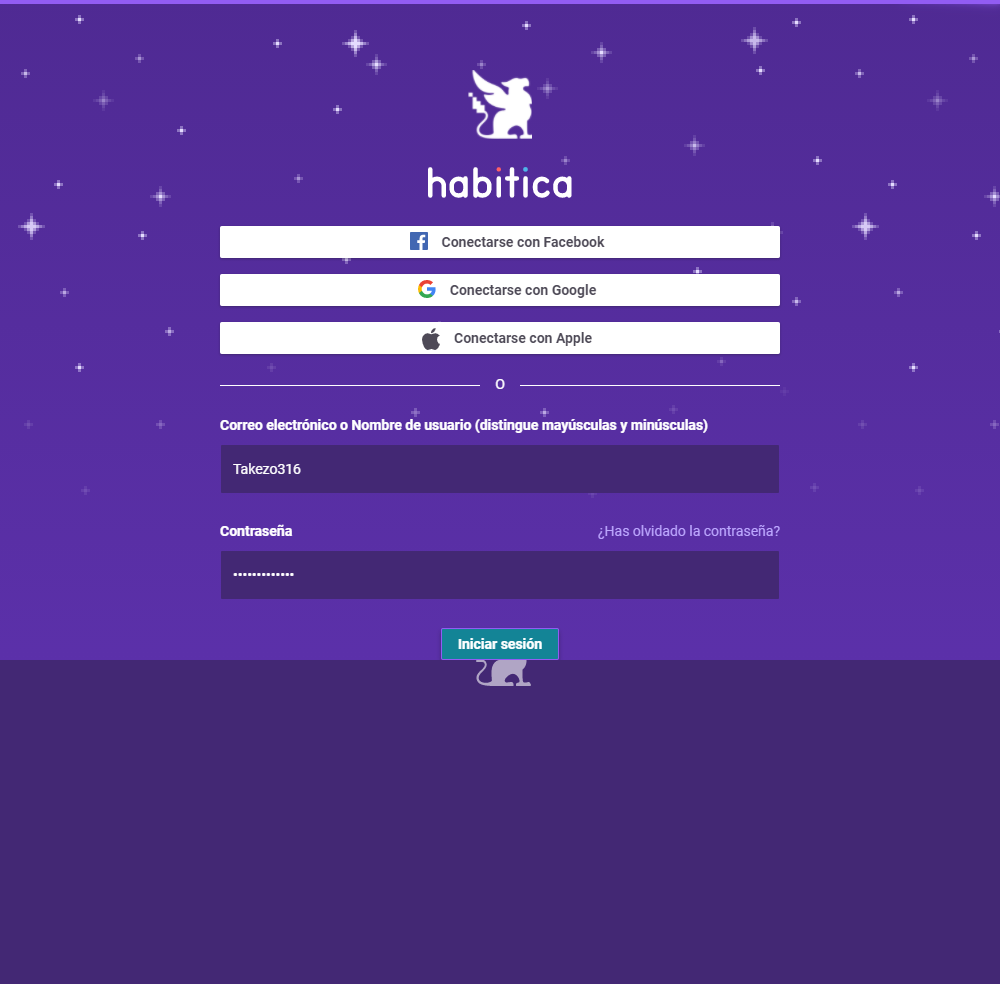 habitica
Conectarse con Facebook
Conectarse con Google
Conectarse con Apple
O
Correo electrónico o Nombre de usuario (distingue mayúsculas y minúsculas)
Takezo316
Contraseña ¿Has olvidado la contraseña?
•••••••••••••
Iniciar sesión